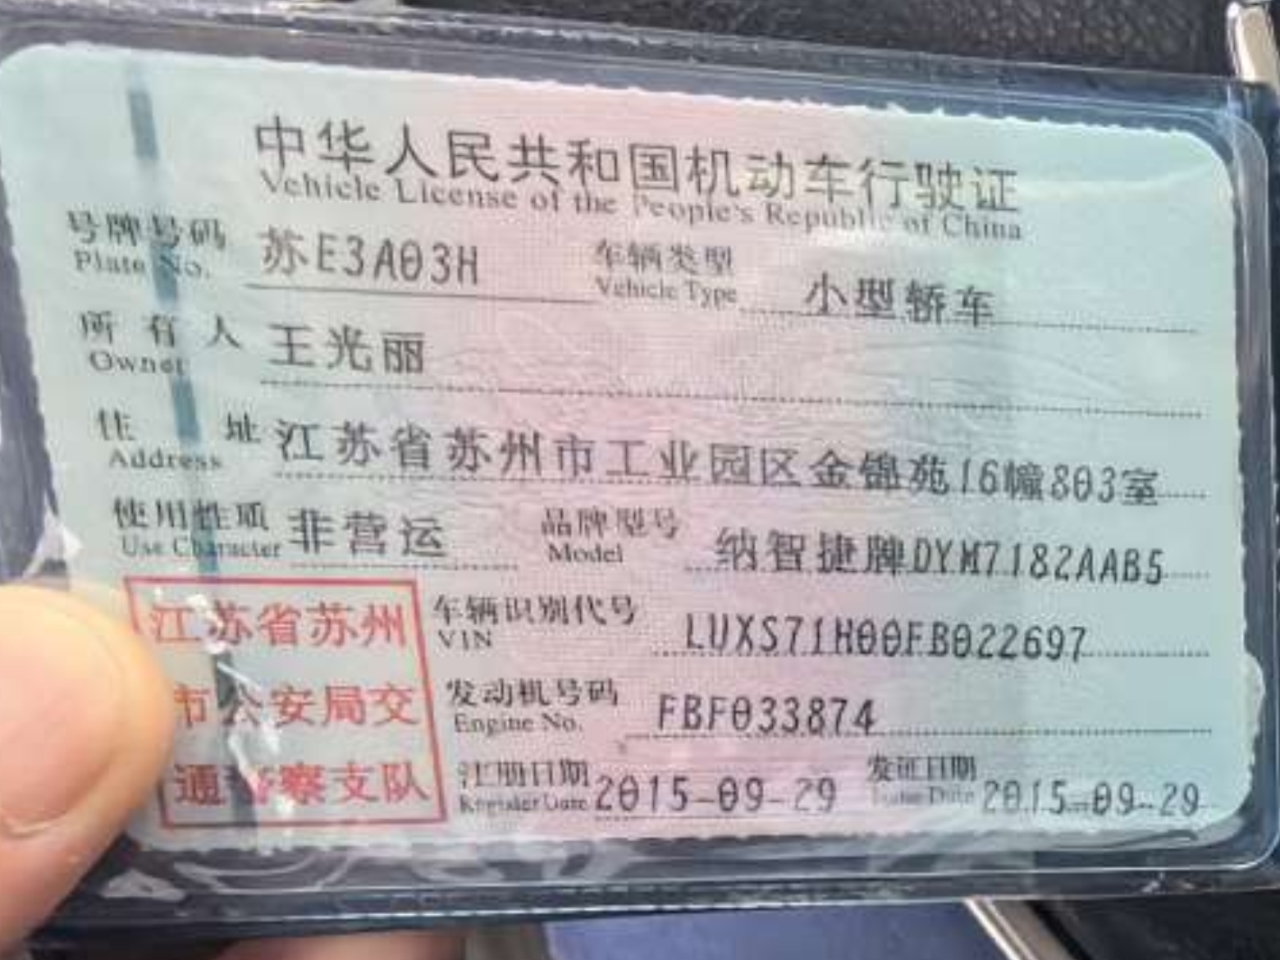 中华人民共和国机动车行驶证
Vehicle License of the People's Republic of China
号牌号码 苏E3A03H 车辆类型 小型轿车
Plate No. Vehicle Type
所有人 王光丽
Owner
住址 江苏省苏州市工业园区金锦苑16幢803室
Address
使用性质 非营运 品牌型号 纳智捷牌DYM7182AAB5
Use Character Model
江苏省苏州
市公安局交
通警察支队
车辆识别代号 LUXS71H00FB022697
VIN
发动机号码 FBF033874
Engine No.
注册日期 2015-09-29 发证日期 2015-09-29
Register Date Issue Date